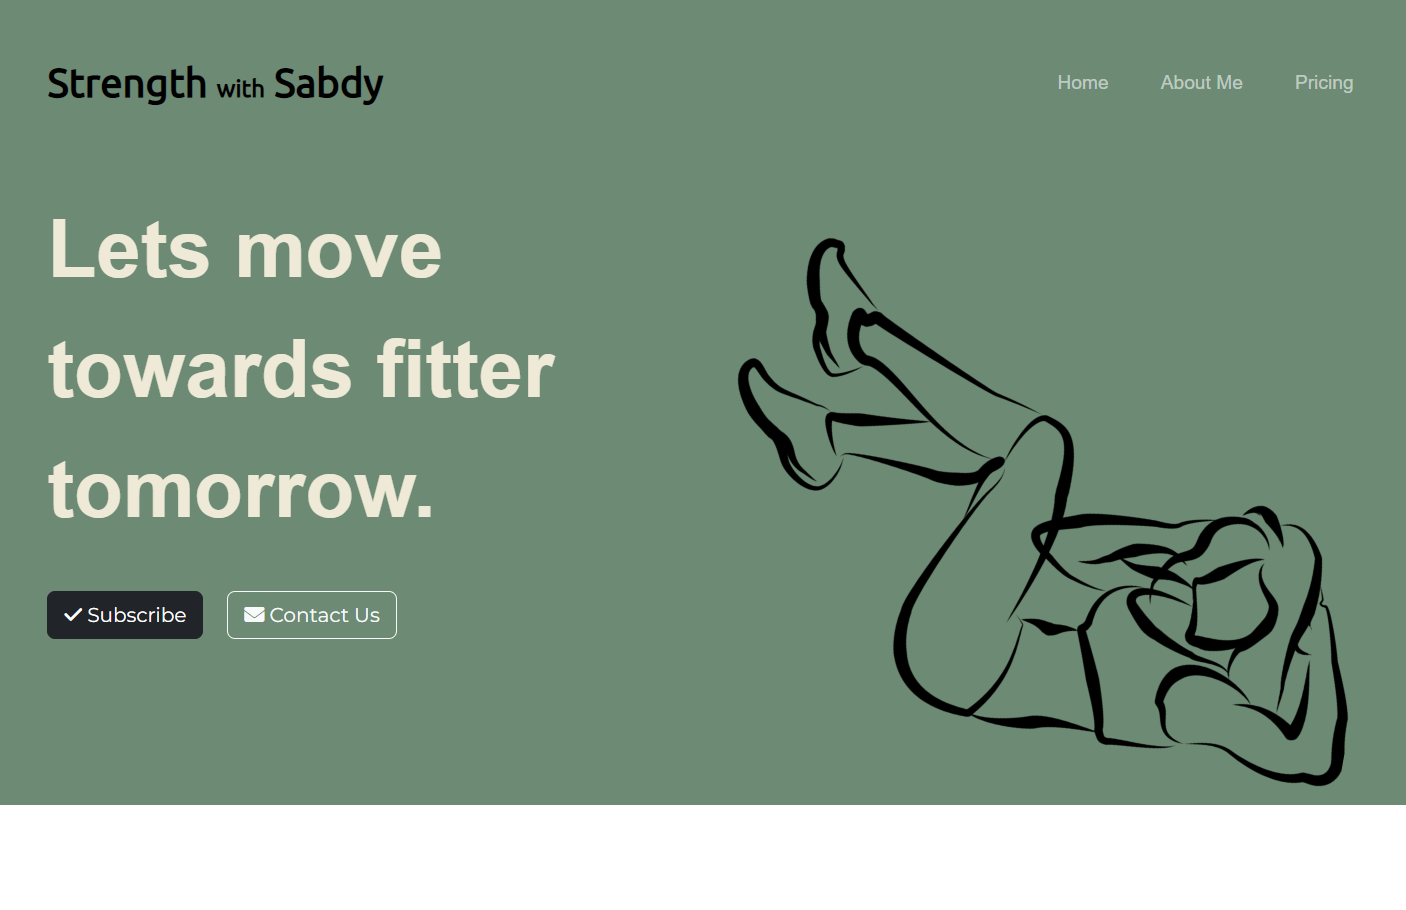 Strength with Sabdy
Home About Me Pricing
Lets move
towards fitter
tomorrow.
Subscribe Contact Us